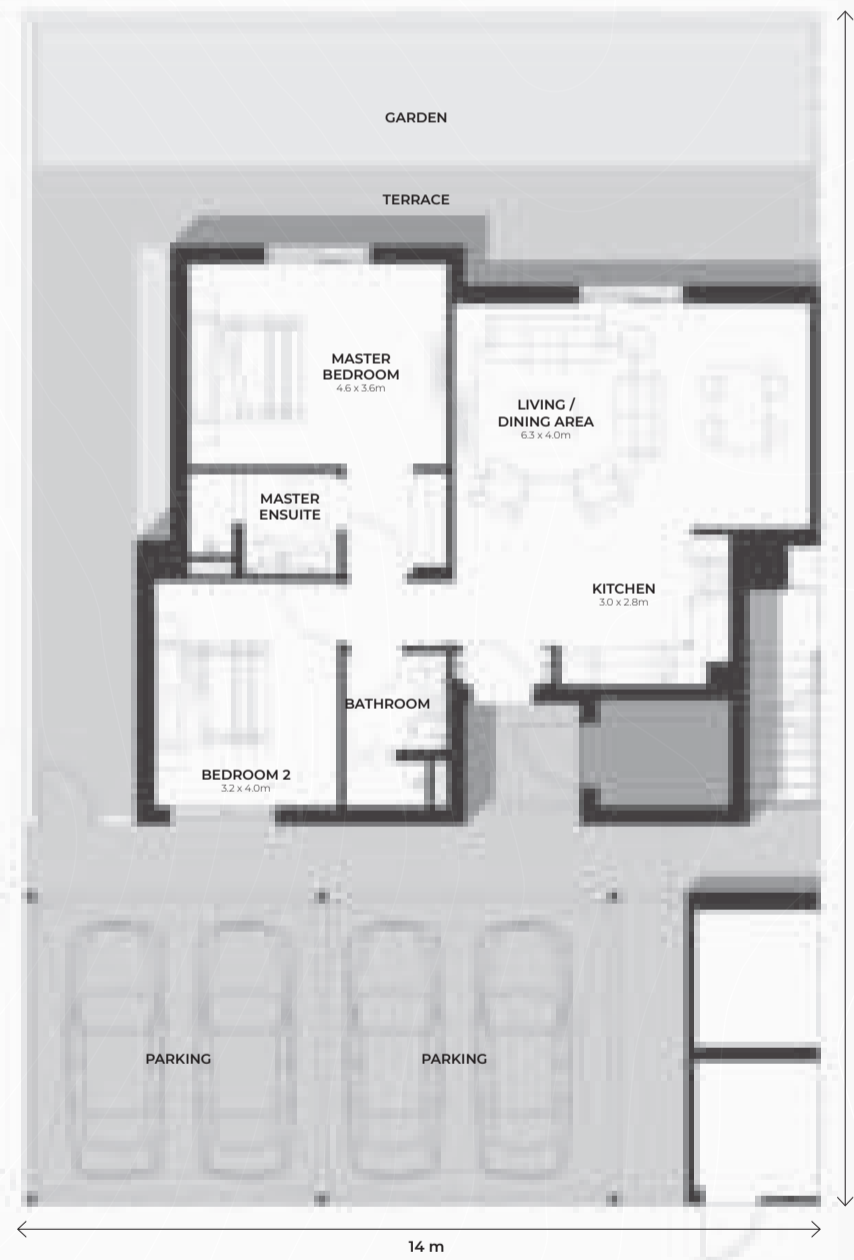 GARDEN
TERRACE
MASTER
BEDROOM
4.6 x 3.6m
LIVING /
DINING AREA
6.3 x 4.0m
MASTER
ENSUITE
KITCHEN
3.0 x 2.8m
BATHROOM
BEDROOM 2
3.2 x 4.0m
PARKING
PARKING
14 m